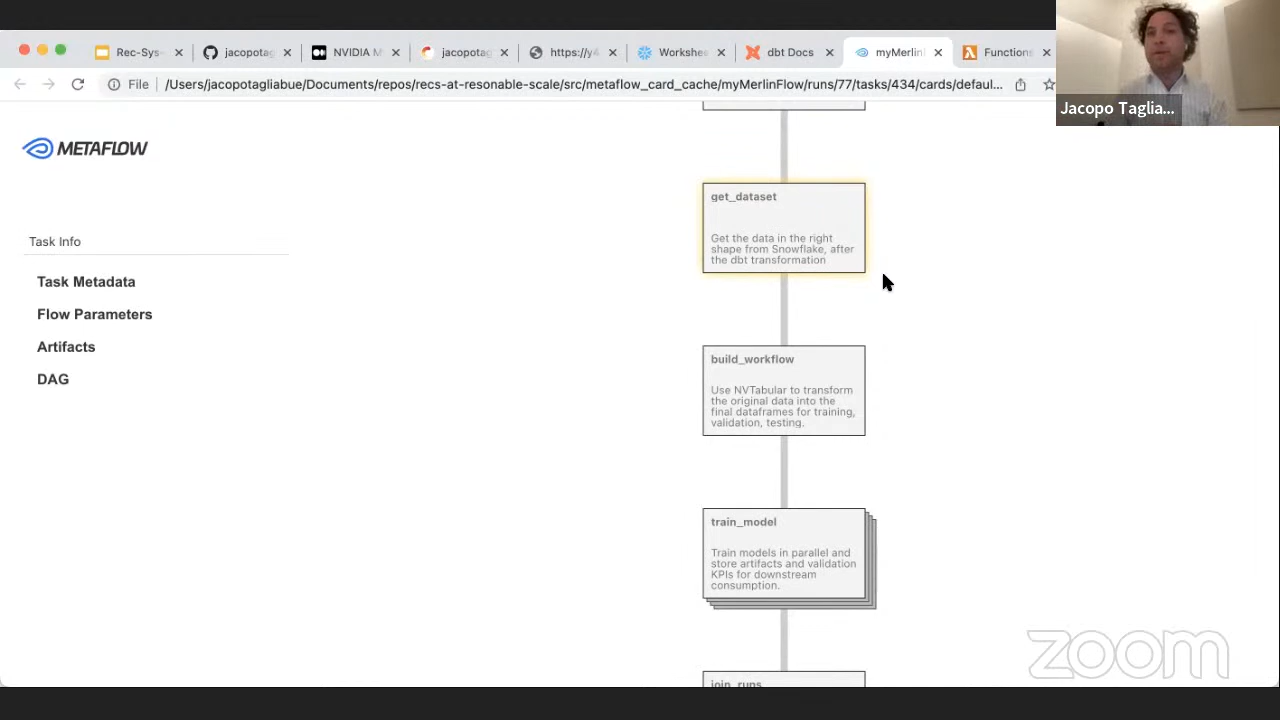 Rec-Sys-
jacopotag
NVIDIA M
jacopotag
https://y4
Workshe
dbt Docs
myMerlin
Functions
File
/Users/jacopotagliabue/Documents/repos/recs-at-resonable-scale/src/metaflow_card_cache/myMerlinFlow/runs/77/tasks/434/cards/defaul...
Jacopo Taglia...
METAFLOW
Task Info
Task Metadata
Flow Parameters
Artifacts
DAG
get_dataset
Get the data in the right
shape from Snowflake, after
the dbt transformation
build_workflow
Use NVTabular to transform
the original data into the
final dataframes for training,
validation, testing.
train_model
Train models in parallel and
store artifacts and validation
KPIs for downstream
consumption.
join_runs
zoom